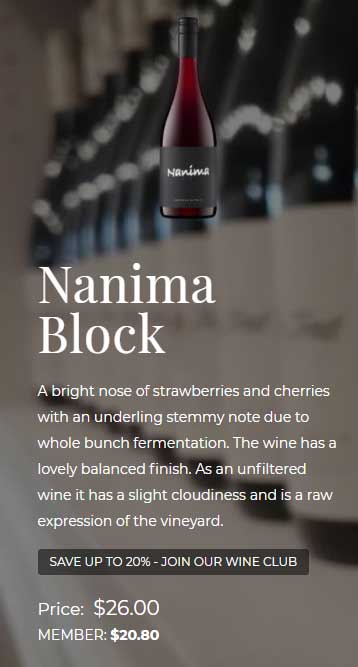 Nanima
Nanima
Block
A bright nose of strawberries and cherries
with an underling stemmy note due to
whole bunch fermentation. The wine has a
lovely balanced finish. As an unfiltered
wine it has a slight cloudiness and is a raw
expression of the vineyard.
SAVE UP TO 20% - JOIN OUR WINE CLUB
Price: $26.00
MEMBER: $20.80